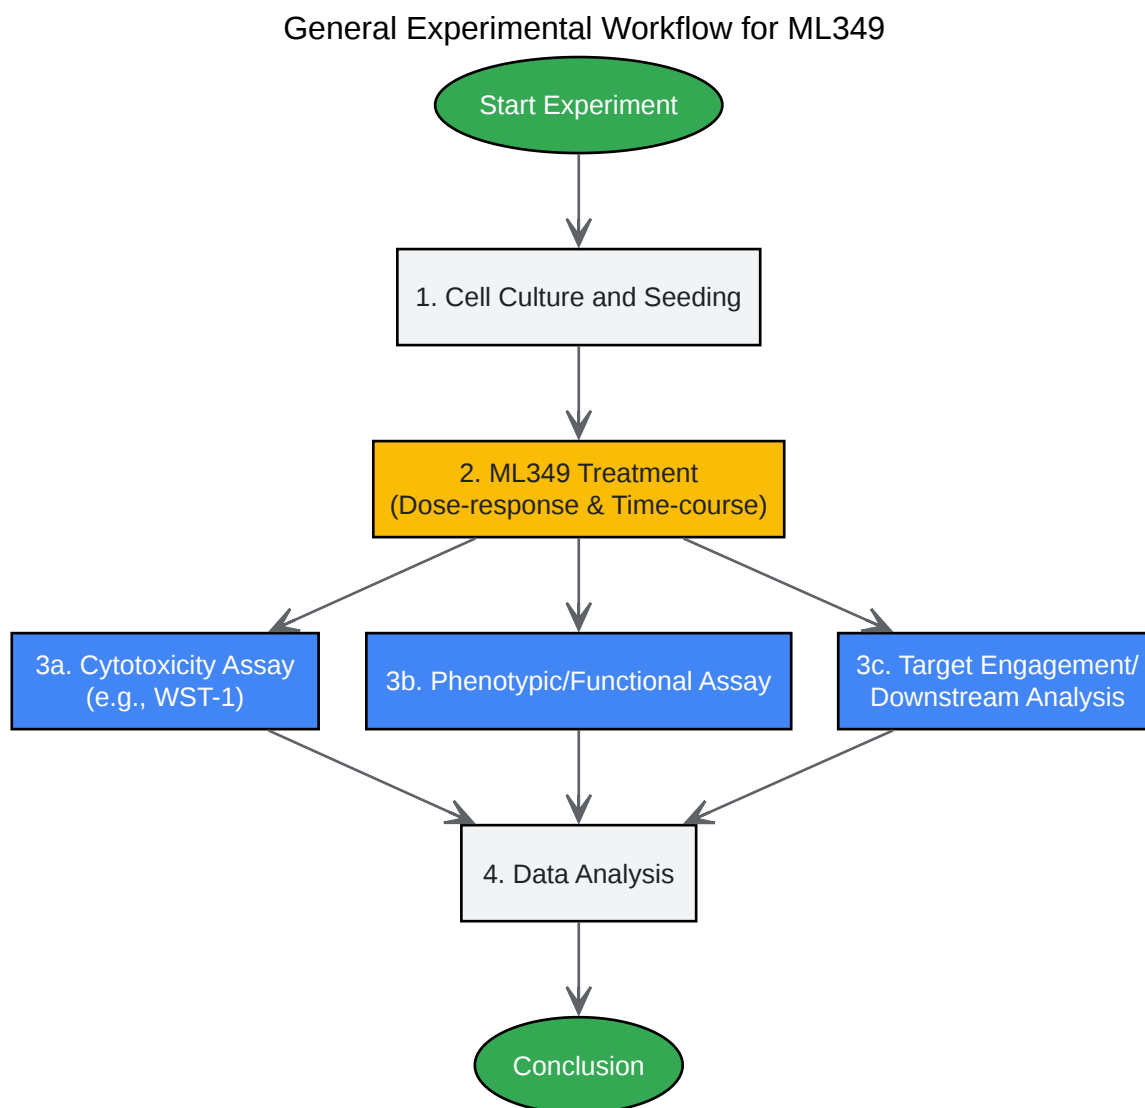 General Experimental Workflow for ML349
Start Experiment
1. Cell Culture and Seeding
2. ML349 Treatment
(Dose-response & Time-course)
3a. Cytotoxicity Assay
(e.g., WST-1)
3b. Phenotypic/Functional Assay
3c. Target Engagement/
Downstream Analysis
4. Data Analysis
Conclusion